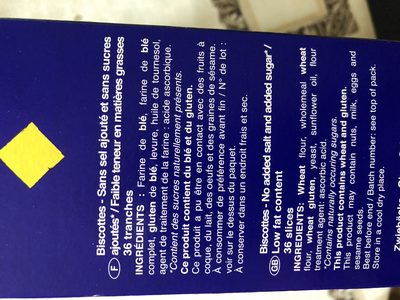 Biscottes - Sans sel ajouté et sans sucres
F ajoutés* / Faible teneur en matières grasses
36 tranches
INGRÉDIENTS : Farine de blé, farine de blé
complet, gluten de blé, levure, huile de tournesol,
agent de traitement de la farine : acide ascorbique.
*Contient des sucres naturellement présents.
Ce produit contient du blé et du gluten.
Ce produit a pu être en contact avec des fruits à
coque, du lait, des oeufs et des graines de sésame.
À consommer de préférence avant fin / N° de lot :
voir sur le dessus du paquet.
À conserver dans un endroit frais et sec.
Biscottes - No added salt and added sugar* /
GB Low fat content
36 slices
INGREDIENTS: Wheat flour, wholemeal wheat
flour, wheat gluten, yeast, sunflower oil, flour
treatment agent: ascorbic acid.
*Contains naturally occuring sugars.
This product contains wheat and gluten.
This product may contain nuts, milk, eggs and
sesame seeds.
Best before end / Batch number: see top of pack.
Store in a cool dry place.